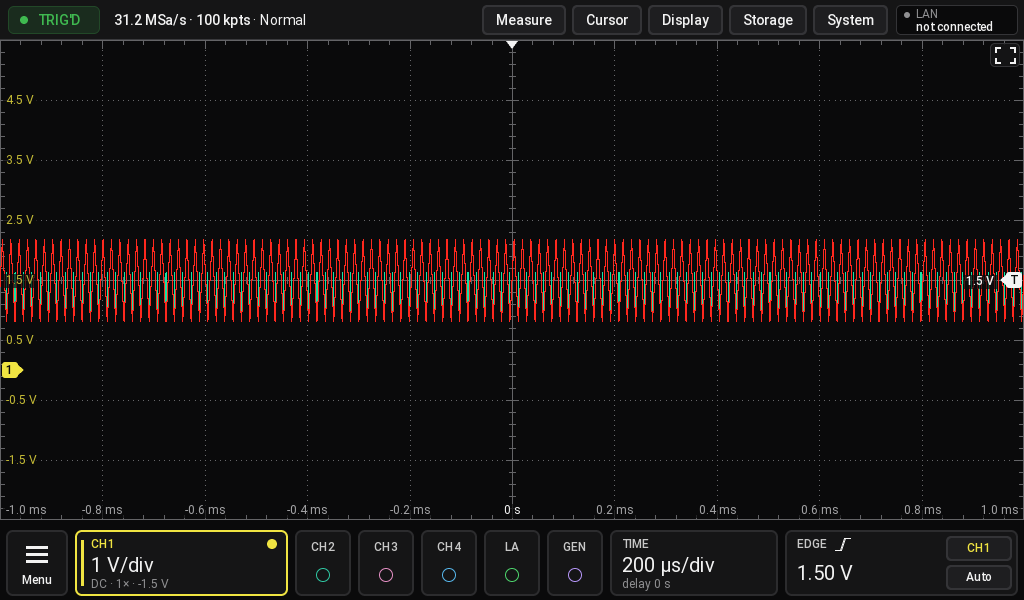 TRIG'D
31.2 MSa/s · 100 kpts · Normal
Measure
Cursor
Display
Storage
System
LAN
not connected
4.5 V
3.5 V
2.5 V
1.5 V
1.5 V T
0.5 V
1
-0.5 V
-1.5 V
-1.0 ms -0.8 ms -0.6 ms -0.4 ms -0.2 ms 0 s 0.2 ms 0.4 ms 0.6 ms 0.8 ms 1.0 ms
Menu
CH1
1 V/div
DC · 1× · -1.5 V
CH2
CH3
CH4
LA
GEN
TIME
200 µs/div
delay 0 s
EDGE
1.50 V
CH1
Auto